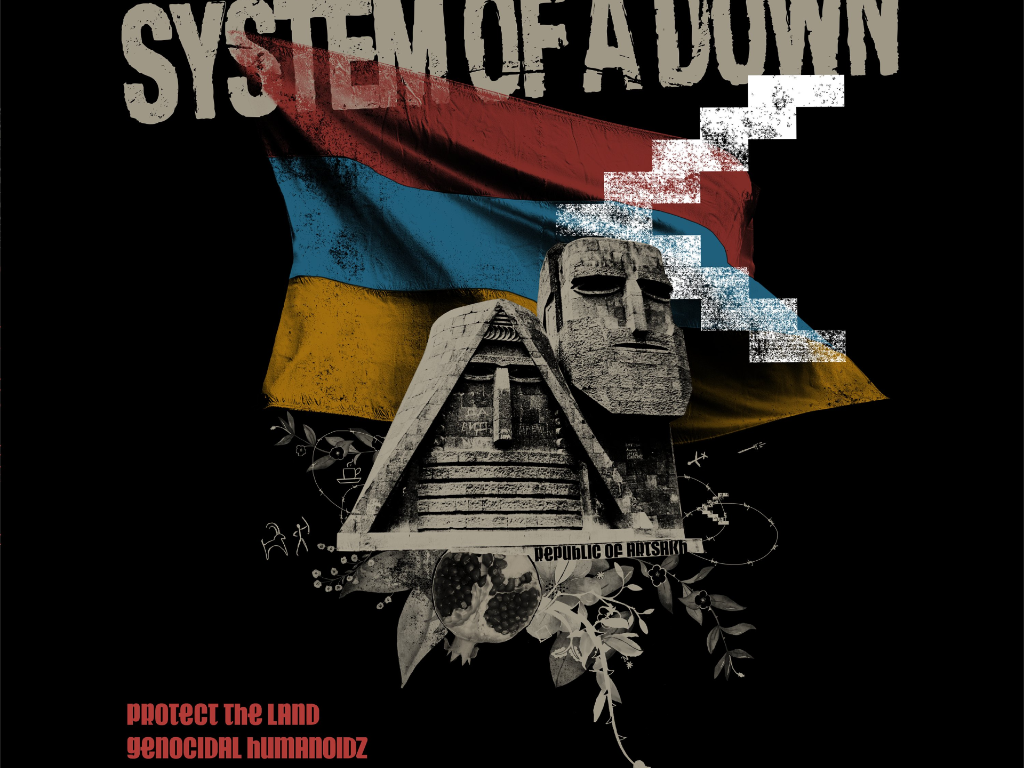 SYSTEM OF A DOWN
REPUBLIC OF ARTSAKH
PROTECT THE LAND
GENOCIDAL HUMANOIDZ